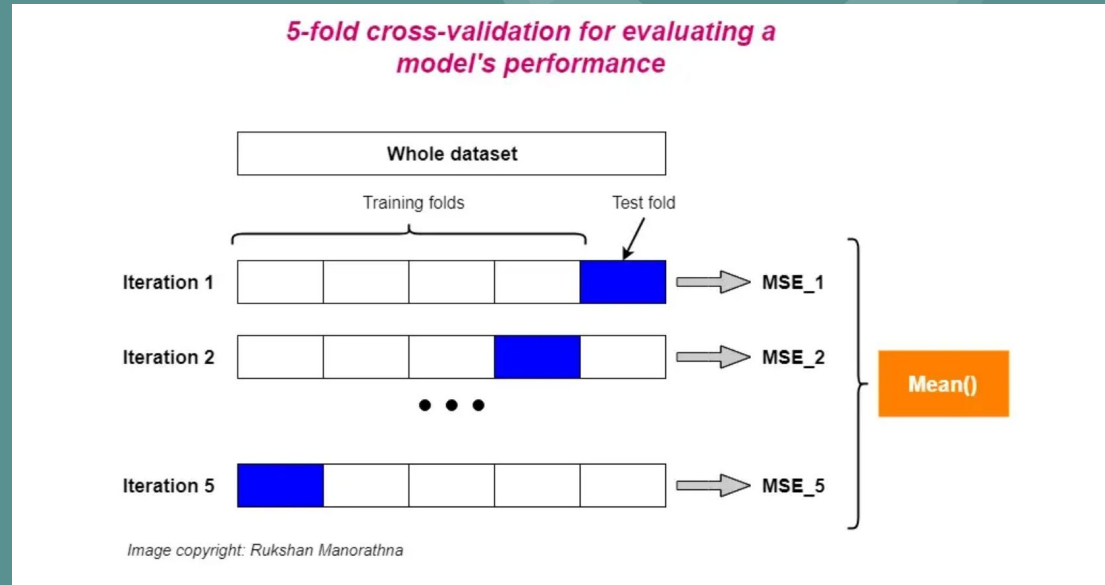 5-fold cross-validation for evaluating a
model's performance
Whole dataset
Training folds
Test fold
Iteration 1
MSE_1
Iteration 2
MSE_2
Mean()
Iteration 5
MSE_5
Image copyright: Rukshan Manorathna